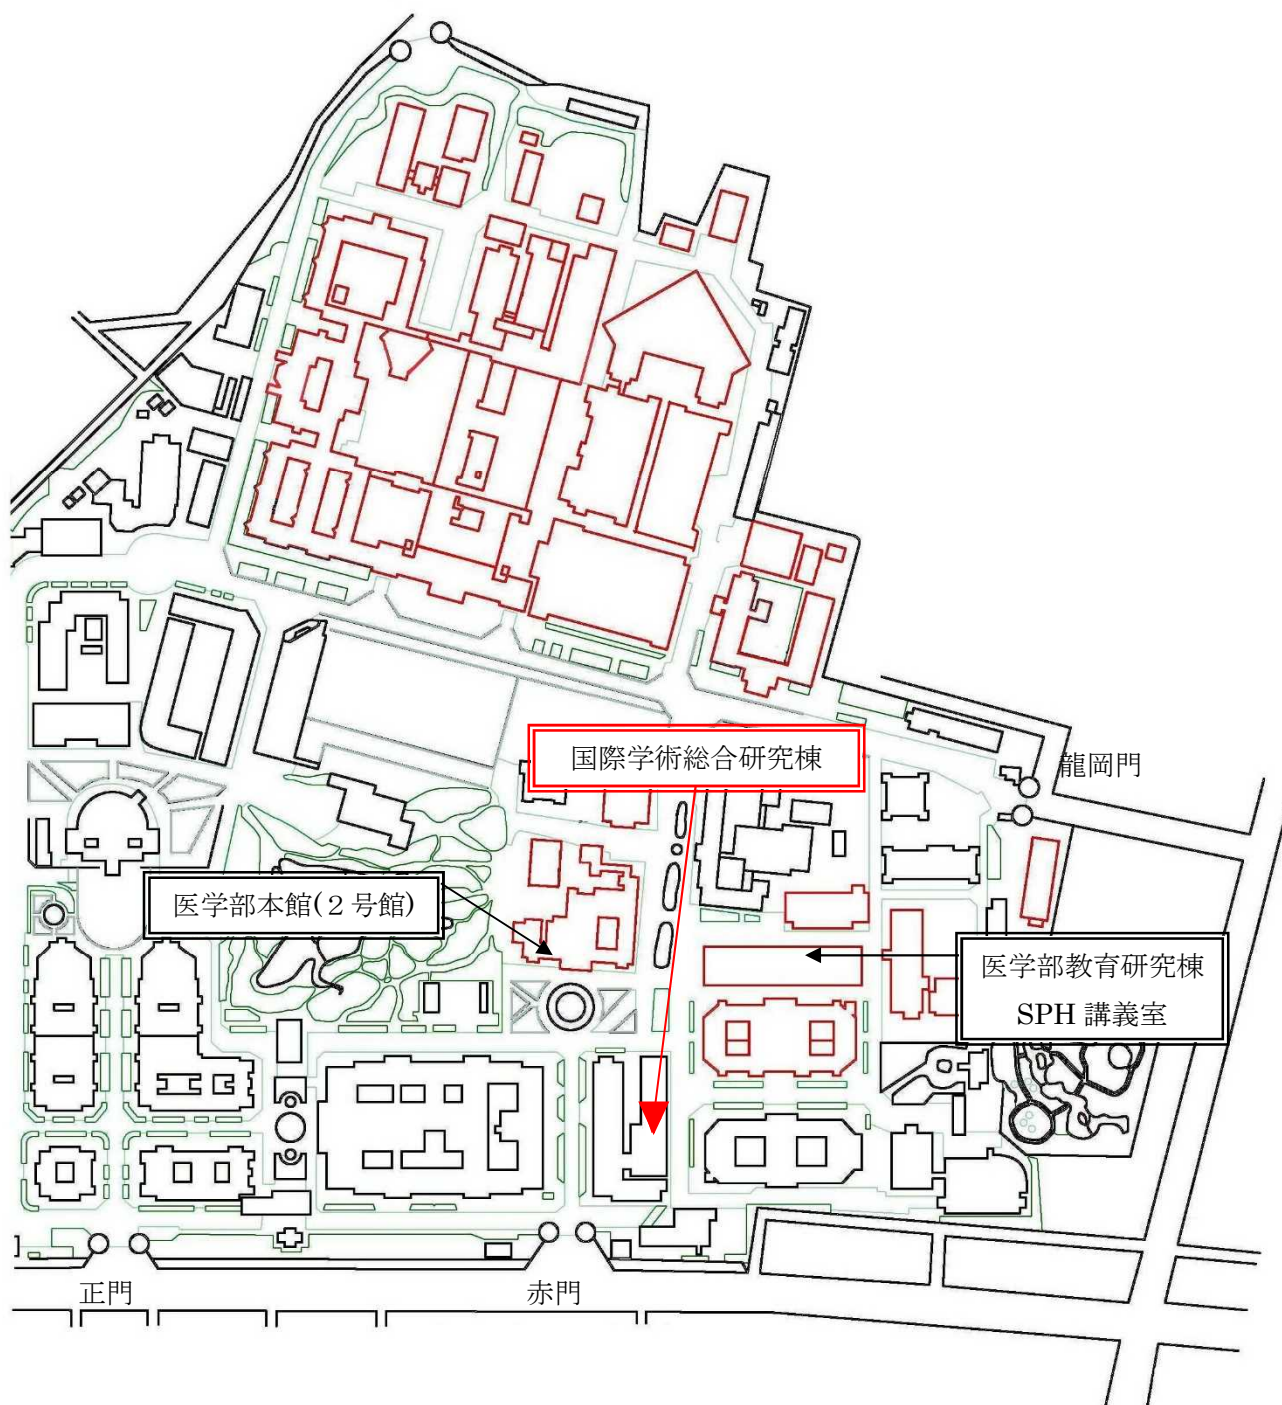 国際学術総合研究棟
龍岡門
医学部本館(２号館)
医学部教育研究棟
SPH 講義室
正門
赤門